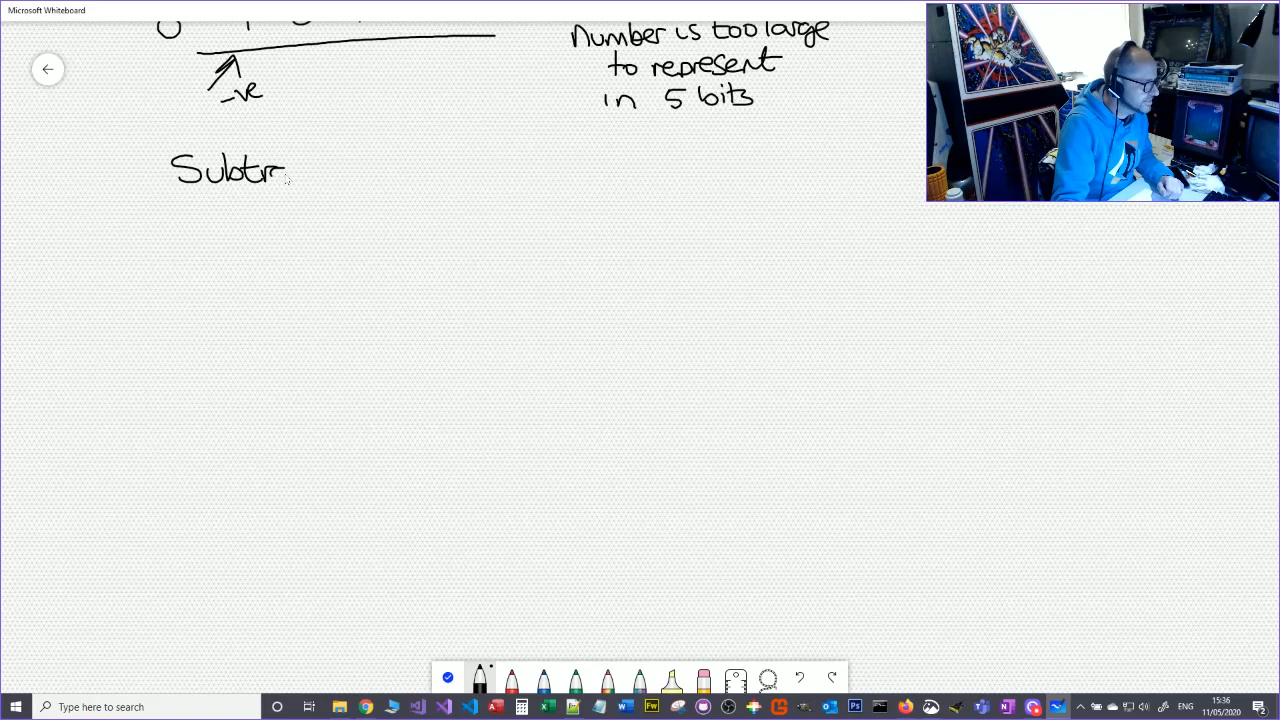 Microsoft Whiteboard
Number is too large
to represent
in 5 bits
-ve
Subtr
Type here to search
ENG
15:36
11/05/2020